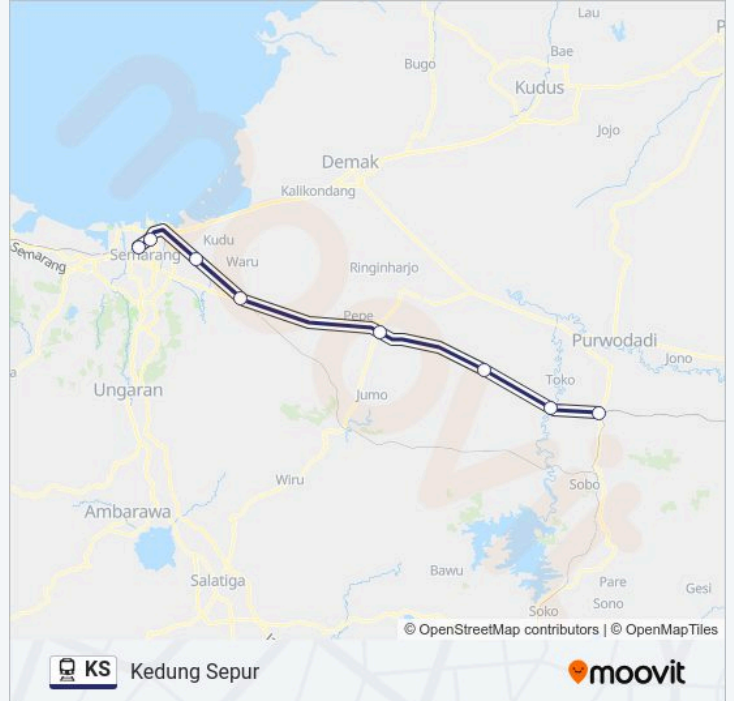 Lau
P
Bae
Bugo
Kudus
Jojo
Demak
Kalikondang
Kudu
Semarang
Semarang
Waru
Ringinharjo
Pepe
Purwodadi
Jono
a
Toko
Ungaran
Jumo
Wiru
Sobo
Ambarawa
Bawu
Salatiga
Pare
Gesi
Sono
Soko
© OpenStreetMap contributors | © OpenMapTiles
KS Kedung Sepur
moovit
moovit